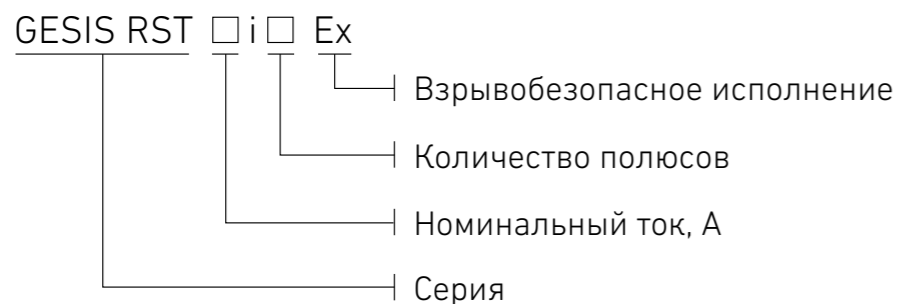 GESIS RST □ i □ Ex
Взрывобезопасное исполнение
Количество полюсов
Номинальный ток, А
Серия